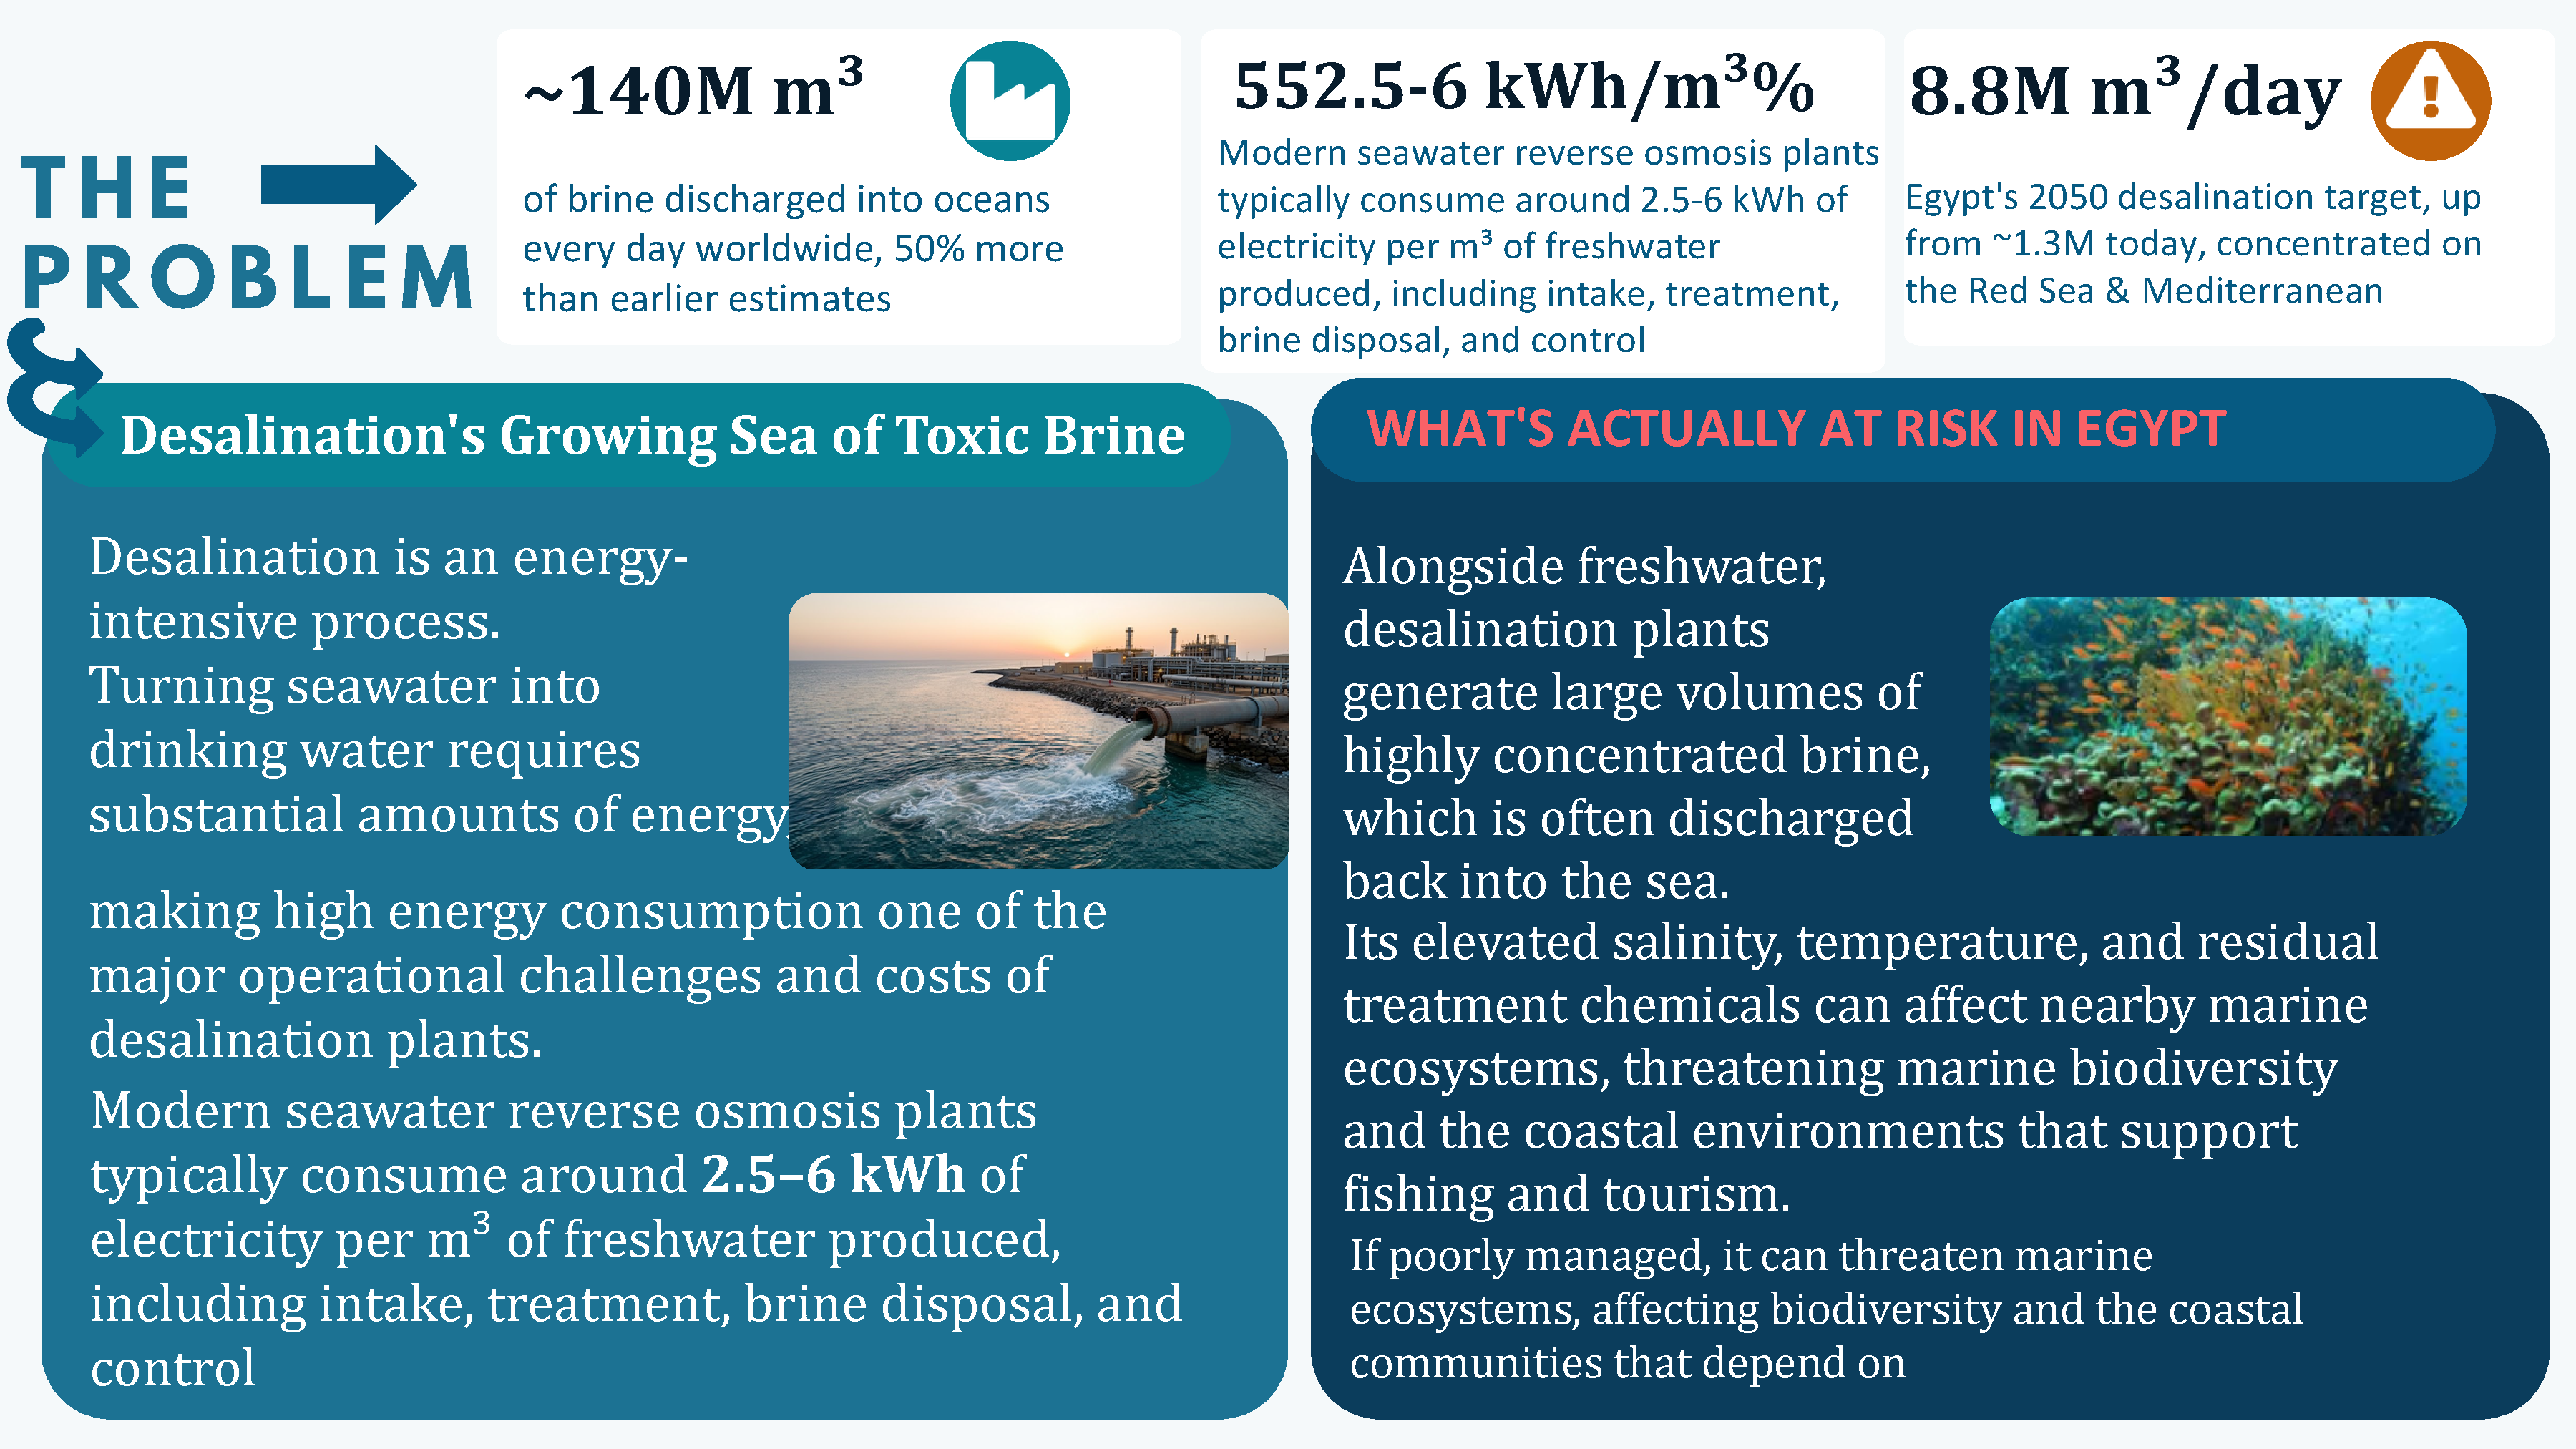 THE
PROBLEM
~140M m³
of brine discharged into oceans
every day worldwide, 50% more
than earlier estimates
552.5-6 kWh/m³%
Modern seawater reverse osmosis plants
typically consume around 2.5-6 kWh of
electricity per m³ of freshwater
produced, including intake, treatment,
brine disposal, and control
8.8M m³/day
Egypt's 2050 desalination target, up
from ~1.3M today, concentrated on
the Red Sea & Mediterranean
Desalination's Growing Sea of Toxic Brine
Desalination is an energy-
intensive process.
Turning seawater into
drinking water requires
substantial amounts of energy,
making high energy consumption one of the
major operational challenges and costs of
desalination plants.
Modern seawater reverse osmosis plants
typically consume around 2.5–6 kWh of
electricity per m³ of freshwater produced,
including intake, treatment, brine disposal, and
control
WHAT'S ACTUALLY AT RISK IN EGYPT
Alongside freshwater,
desalination plants
generate large volumes of
highly concentrated brine,
which is often discharged
back into the sea.
Its elevated salinity, temperature, and residual
treatment chemicals can affect nearby marine
ecosystems, threatening marine biodiversity
and the coastal environments that support
fishing and tourism.
If poorly managed, it can threaten marine
ecosystems, affecting biodiversity and the coastal
communities that depend on